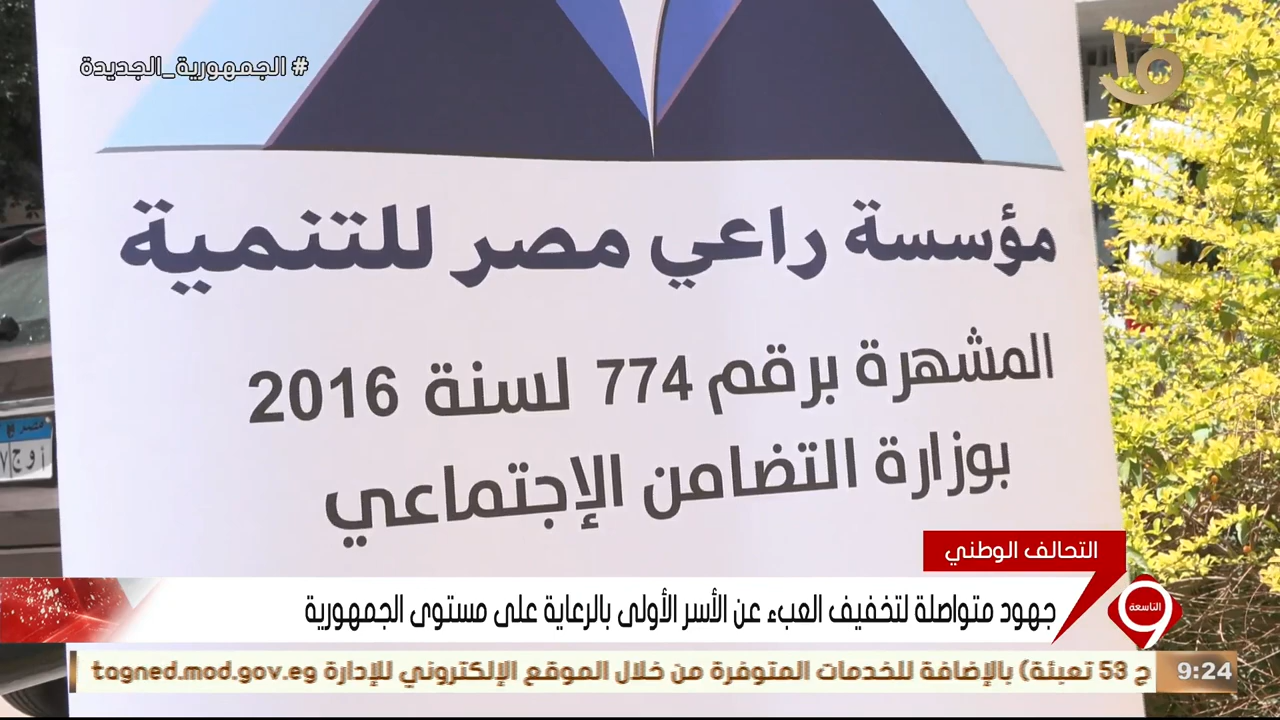 # الجمهورية_الجديدة
مؤسسة راعي مصر للتنمية
المشهرة برقم 774 لسنة 2016
بوزارة التضامن الإجتماعي
مصر
أ و ج
التحالف الوطني
جهود متواصلة لتخفيف العبء عن الأسر الأولى بالرعاية على مستوى الجمهورية
التاسعة
9:24
ح 53 تعبئة) بالإضافة للخدمات المتوفرة من خلال الموقع الإلكتروني للإدارة tagned.mod.gov.eg